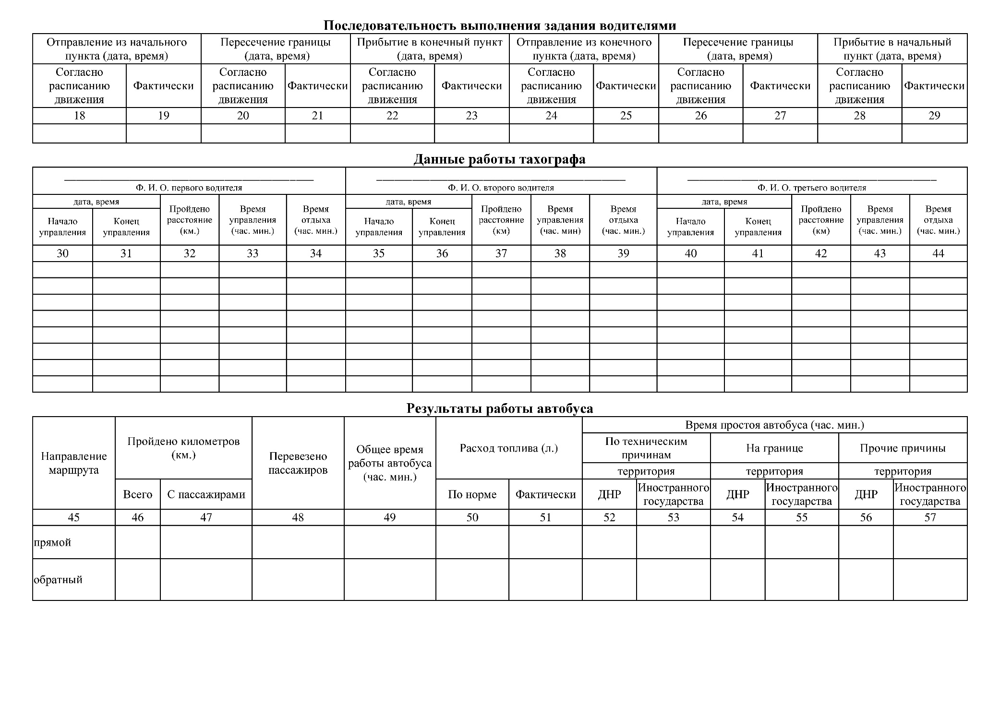 Последовательность выполнения задания водителями
Отправление из начального пункта (дата, время)
Пересечение границы (дата, время)
Прибытие в конечный пункт (дата, время)
Отправление из конечного пункта (дата, время)
Пересечение границы (дата, время)
Прибытие в начальный пункт (дата, время)
Согласно расписанию движения
Фактически
Согласно расписанию движения
Фактически
Согласно расписанию движения
Фактически
Согласно расписанию движения
Фактически
Согласно расписанию движения
Фактически
Согласно расписанию движения
Фактически
18 19 20 21 22 23 24 25 26 27 28 29
Данные работы тахографа
Ф. И. О. первого водителя
Ф. И. О. второго водителя
Ф. И. О. третьего водителя
дата, время
Начало управления
Конец управления
Пройдено расстояние (км.)
Время управления (час. мин.)
Время отдыха (час. мин.)
дата, время
Начало управления
Конец управления
Пройдено расстояние (км)
Время управления (час. мин)
Время отдыха (час. мин.)
дата, время
Начало управления
Конец управления
Пройдено расстояние (км)
Время управления (час. мин.)
Время отдыха (час. мин.)
30 31 32 33 34 35 36 37 38 39 40 41 42 43 44
Результаты работы автобуса
Направление маршрута
Пройдено километров (км.)
Всего
С пассажирами
Перевезено пассажиров
Общее время работы автобуса (час. мин.)
Расход топлива (л.)
По норме
Фактически
Время простоя автобуса (час. мин.)
По техническим причинам
На границе
Прочие причины
территория
территория
территория
ДНР
Иностранного государства
ДНР
Иностранного государства
ДНР
Иностранного государства
45 46 47 48 49 50 51 52 53 54 55 56 57
прямой
обратный